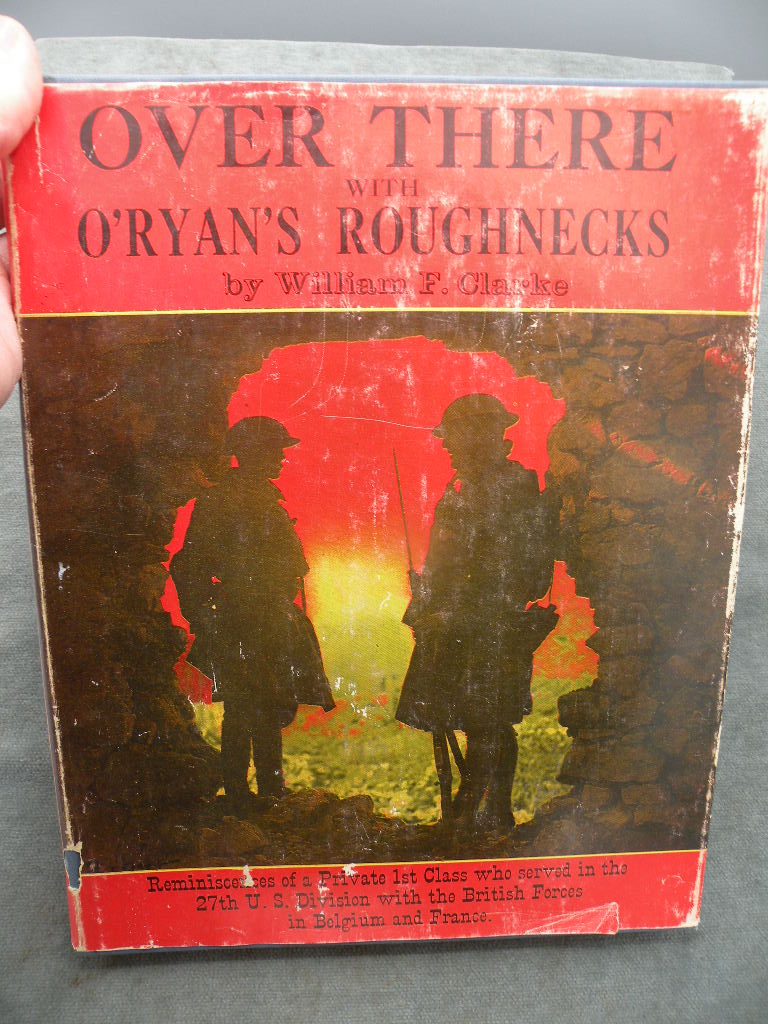 OVER THERE
WITH
O'RYAN'S ROUGHNECKS
by William F. Clarke
Reminiscenses of a Private 1st Class who served in the
27th U. S. Division with the British Forces
in Belgium and France.